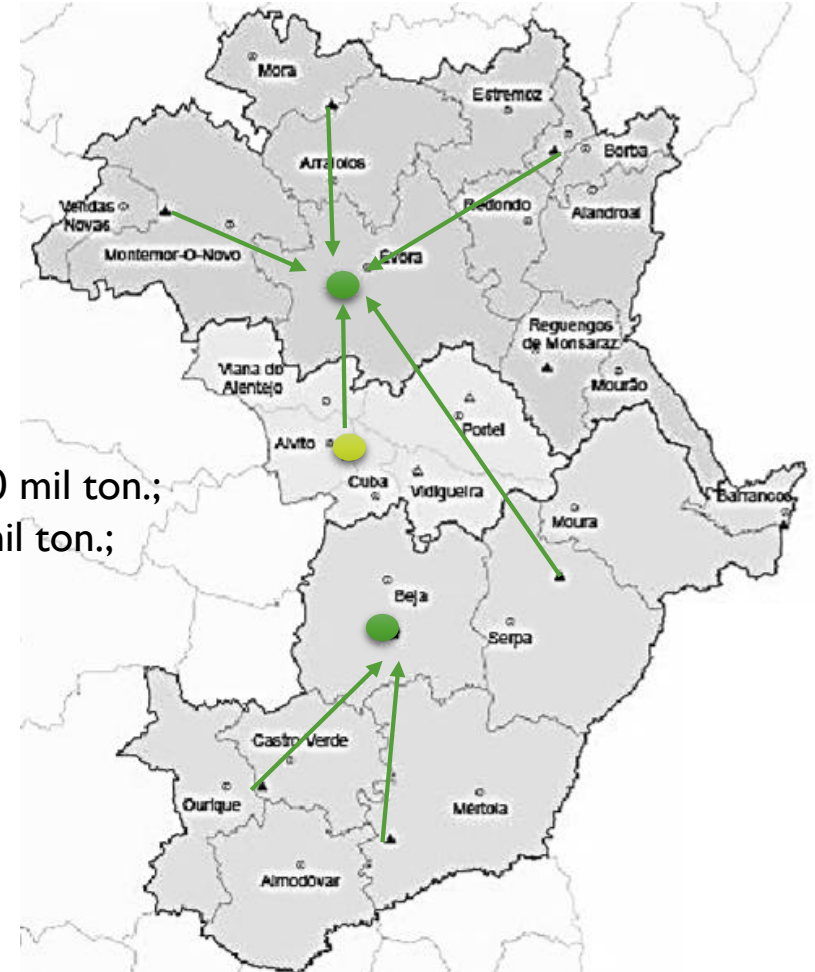 Mora
Estremoz
Borba
Arraiolos
Redondo
Alandroal
Vendas
Novas
Montemor-O-Novo
Évora
Reguengos
de Monsaraz
Viana do
Alentejo
Mourão
Portel
Alvito
0 mil ton.;
Cuba
Vidigueira
Barrancos
mil ton.;
Moura
Beja
Serpa
Castro Verde
Ourique
Mértola
Almodôvar